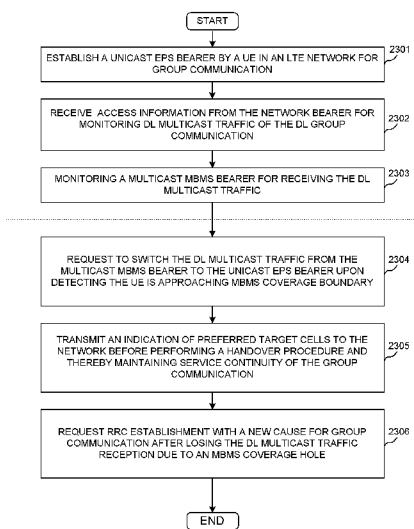 START
2301
ESTABLISH A UNICAST EPS BEARER BY A UE IN AN LTE NETWORK FOR
GROUP COMMUNICATION
2302
RECEIVE ACCESS INFORMATION FROM THE NETWORK BEARER FOR
MONITORING DL MULTICAST TRAFFIC OF THE DL GROUP
COMMUNICATION
2303
MONITORING A MULTICAST MBMS BEARER FOR RECEIVING THE DL
MULTICAST TRAFFIC
2304
REQUEST TO SWITCH THE DL MULTICAST TRAFFIC FROM THE
MULTICAST MBMS BEARER TO THE UNICAST EPS BEARER UPON
DETECTING THE UE IS APPROACHING MBMS COVERAGE BOUNDARY
2305
TRANSMIT AN INDICATION OF PREFERRED TARGET CELLS TO THE
NETWORK BEFORE PERFORMING A HANDOVER PROCEDURE AND
THEREBY MAINTAINING SERVICE CONTINUITY OF THE GROUP
COMMUNICATION
2306
REQUEST RRC ESTABLISHMENT WITH A NEW CAUSE FOR GROUP
COMMUNICATION AFTER LOSING THE DL MULTICAST TRAFFIC
RECEPTION DUE TO AN MBMS COVERAGE HOLE
END